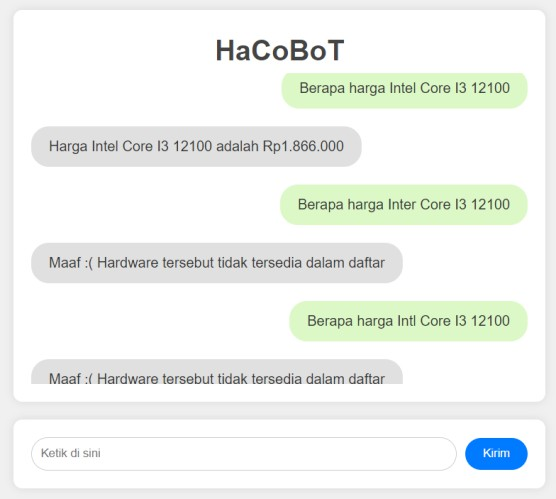 HaCoBoT
Berapa harga Intel Core I3 12100
Harga Intel Core I3 12100 adalah Rp1.866.000
Berapa harga Inter Core I3 12100
Maaf :( Hardware tersebut tidak tersedia dalam daftar
Berapa harga Intl Core I3 12100
Maaf :( Hardware tersebut tidak tersedia dalam daftar
Ketik di sini
Kirim